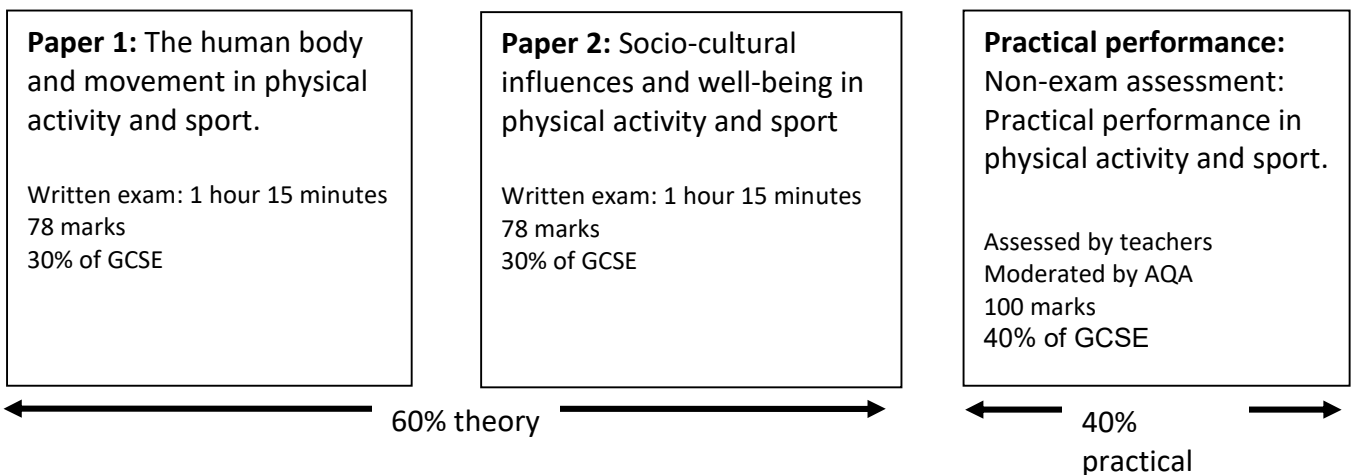 Paper 1: The human body
and movement in physical
activity and sport.
Written exam: 1 hour 15 minutes
78 marks
30% of GCSE
Paper 2: Socio-cultural
influences and well-being in
physical activity and sport
Written exam: 1 hour 15 minutes
78 marks
30% of GCSE
Practical performance:
Non-exam assessment:
Practical performance in
physical activity and sport.
Assessed by teachers
Moderated by AQA
100 marks
40% of GCSE
60% theory
40%
practical